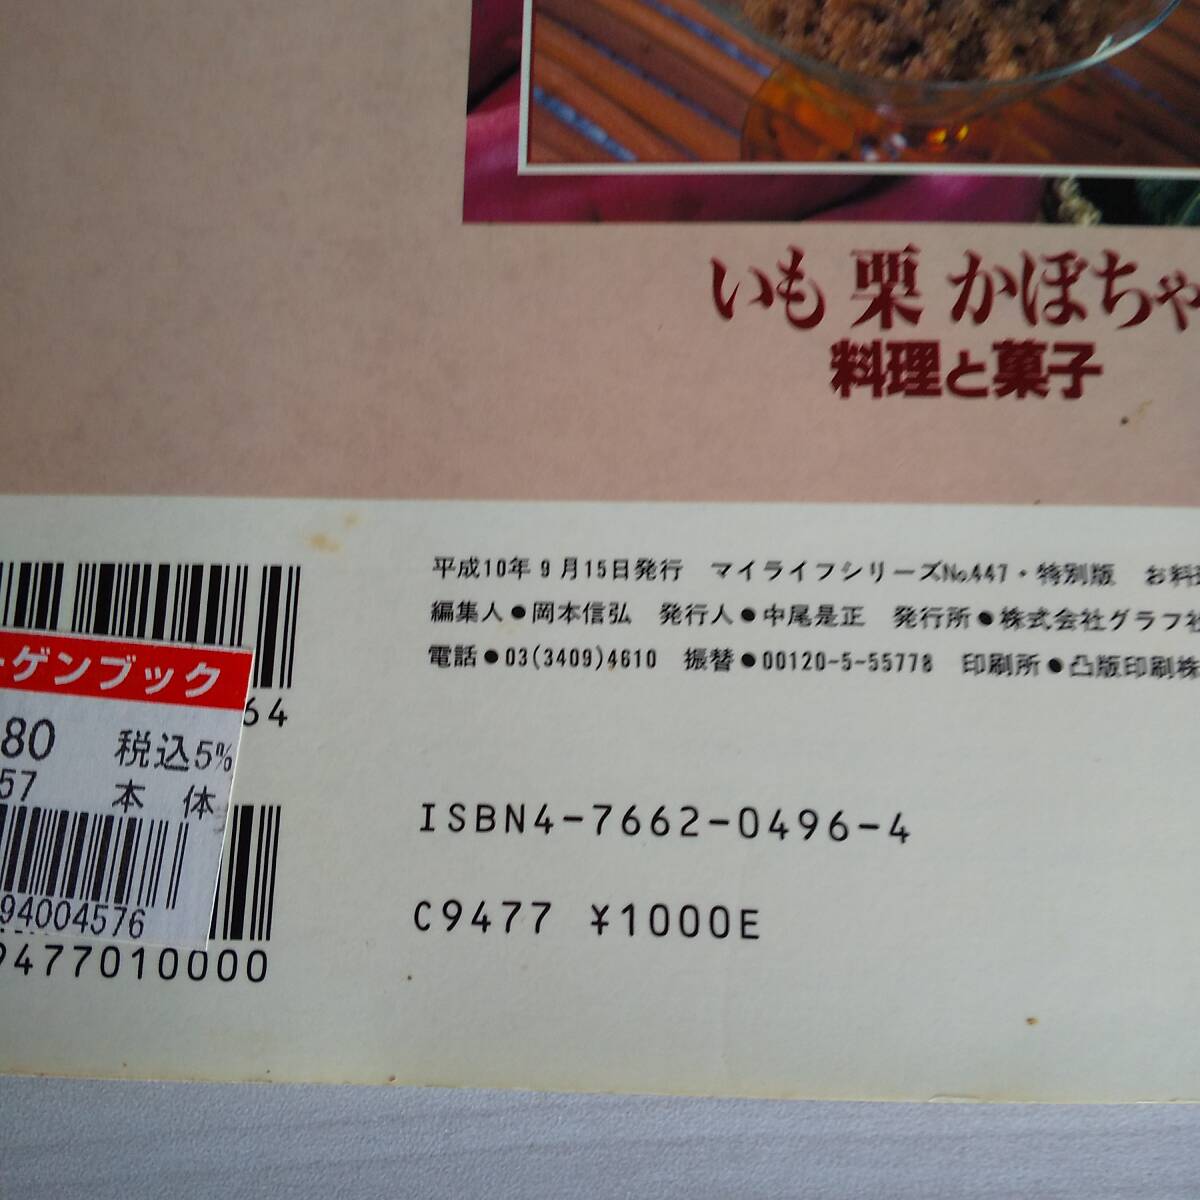 いも 栗 かぼちゃ
料理と菓子
平成10年9月15日発行 マイライフシリーズNo.447・特別版 お料
編集人●岡本信弘 発行人●中尾是正 発行所●株式会社グラフ社
電話●03(3409)4610 振替●00120-5-55778 印刷所●凸版印刷株
64
ーゲンブック
80 税込5%
57 本体
94004576
9477010000
ISBN4-7662-0496-4
C9477 ¥1000E